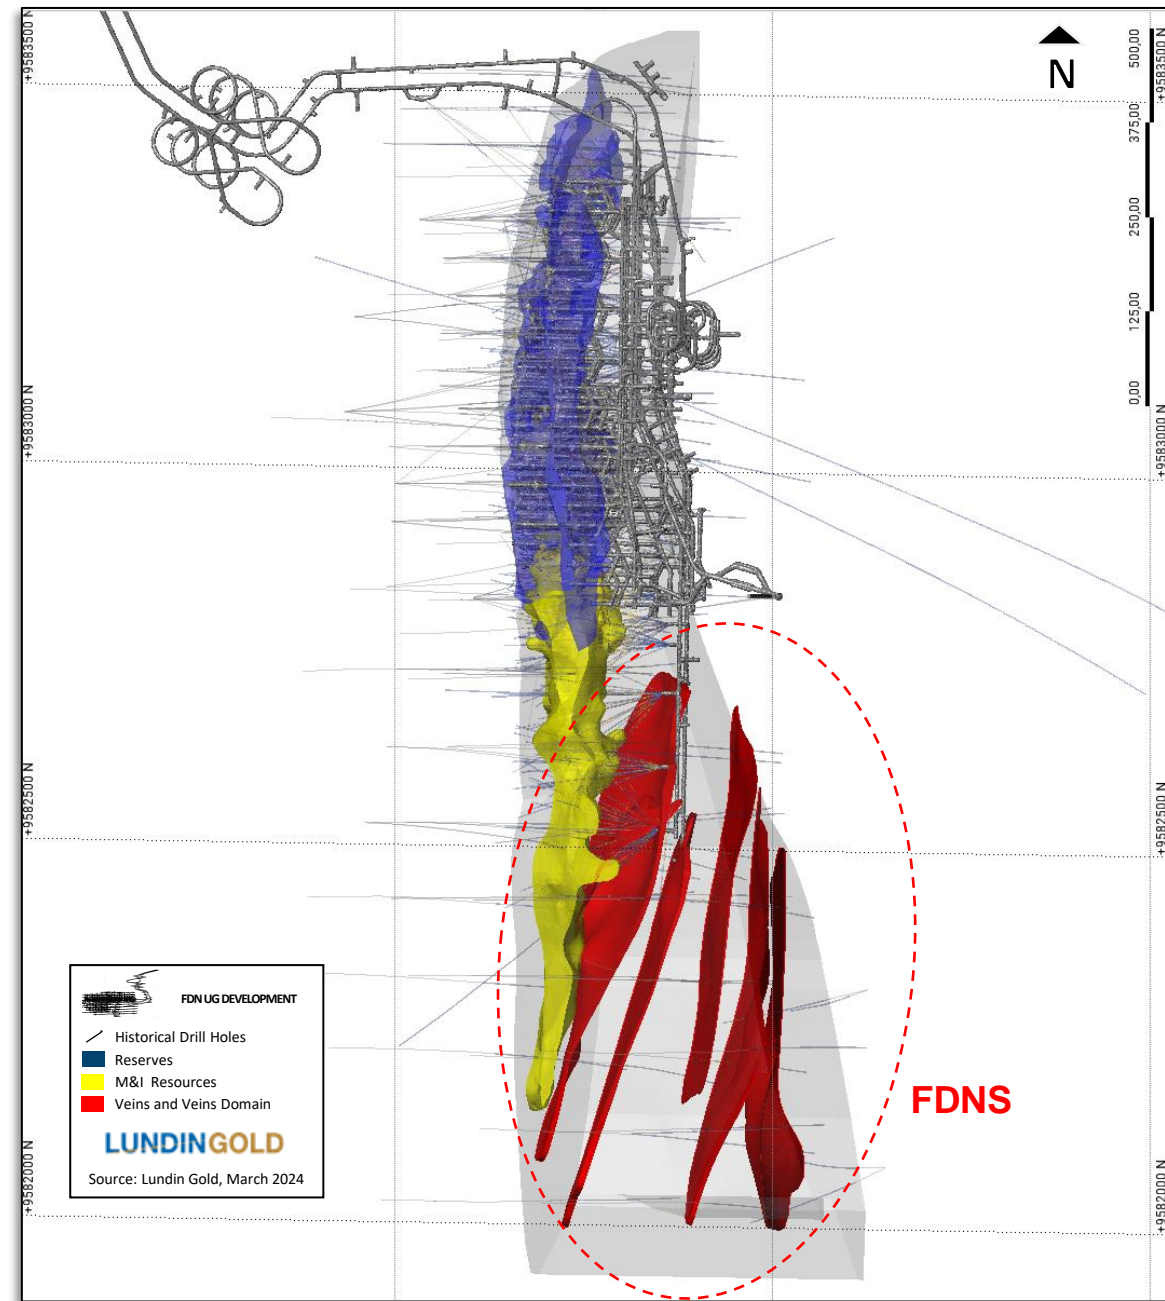 +9583500 N
+9583000 N
+9582500 N
+9582000 N
N
500,00
375,00
250,00
125,00
0,00
+9583500 N
+9583000 N
+9582500 N
+9582000 N
FDNS
FDN UG DEVELOPMENT
Historical Drill Holes
Reserves
M&I Resources
Veins and Veins Domain
LUNDINGOLD
Source: Lundin Gold, March 2024